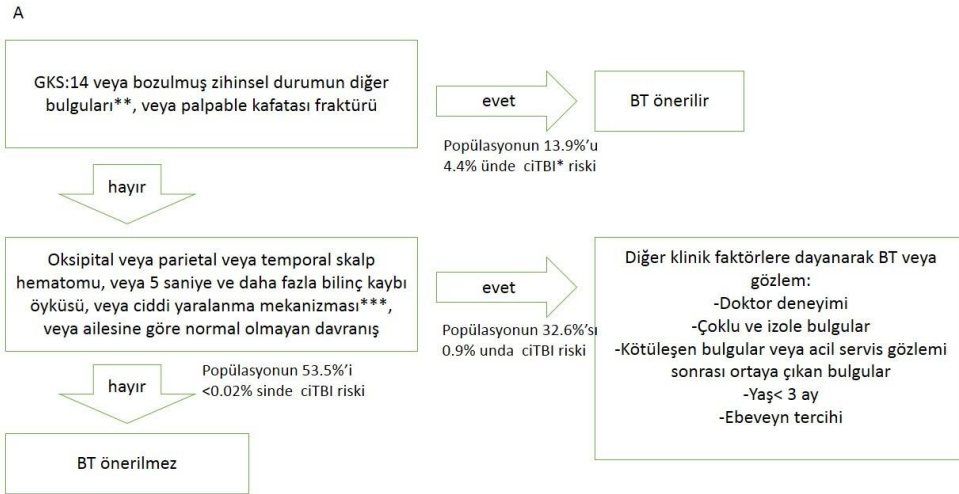 A
GKS:14 veya bozulmuş zihinsel durumun diğer
bulguları**, veya palpable kafatası fraktürü
evet
BT önerilir
Popülasyonun 13.9%’u
4.4% ünde ciTBI* riski
hayır
Oksipital veya parietal veya temporal skalp
hematomu, veya 5 saniye ve daha fazla bilinç kaybı
öyküsü, veya ciddi yaralanma mekanizması***,
veya ailesine göre normal olmayan davranış
evet
Popülasyonun 32.6%’sı
0.9% unda ciTBI riski
Diğer klinik faktörlere dayanarak BT veya
gözlem:
-Doktor deneyimi
-Çoklu ve izole bulgular
-Kötüleşen bulgular veya acil servis gözlemi
sonrası ortaya çıkan bulgular
-Yaş< 3 ay
-Ebeveyn tercihi
hayır
Popülasyonun 53.5%’i
<0.02% sinde ciTBI riski
BT önerilmez